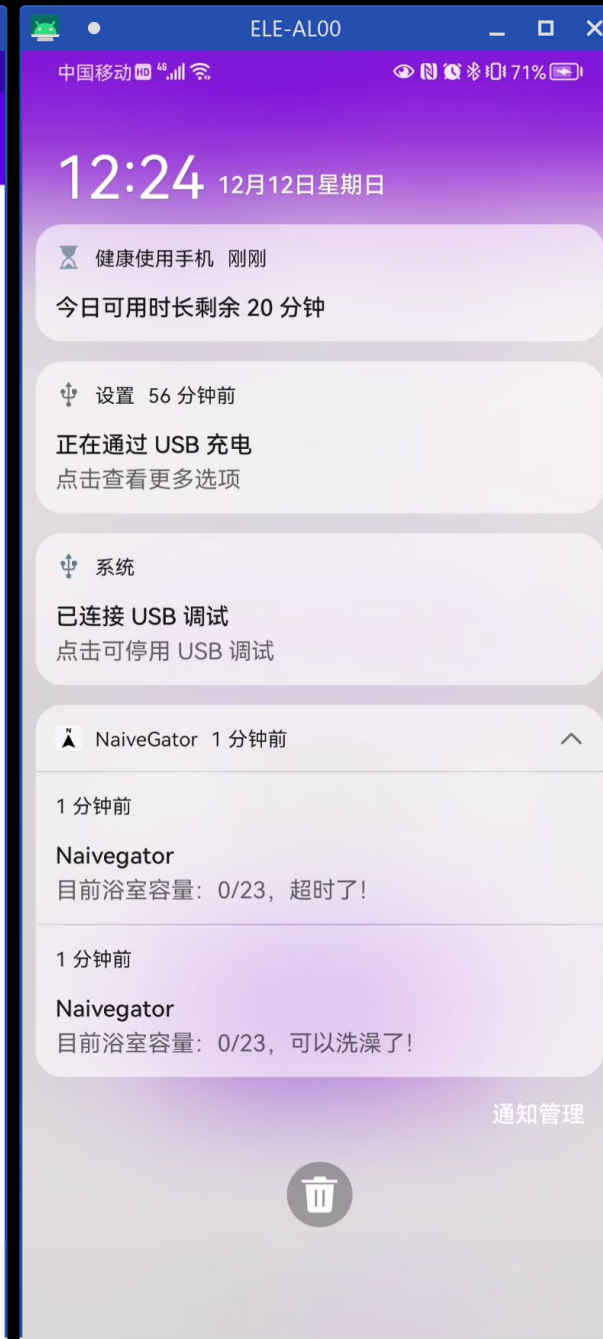 ELE-AL00
中国移动 HD 4G 71%
12:24 12月12日星期日
健康使用手机 刚刚
今日可用时长剩余 20 分钟
设置 56 分钟前
正在通过 USB 充电
点击查看更多选项
系统
已连接 USB 调试
点击可停用 USB 调试
N
NaiveGator 1 分钟前
1 分钟前
Naivegator
目前浴室容量：0/23，超时了！
1 分钟前
Naivegator
目前浴室容量：0/23，可以洗澡了！
通知管理